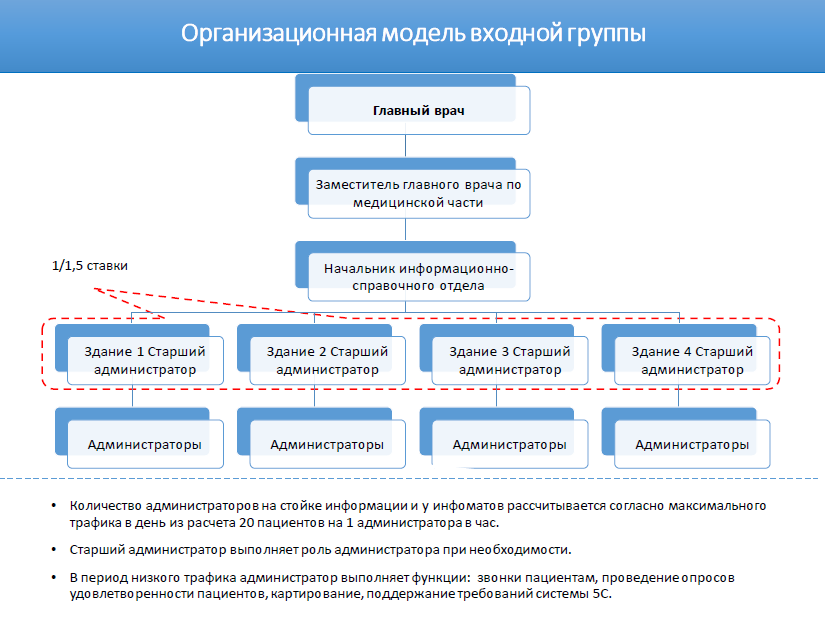 Организационная модель входной группы
Главный врач
Заместитель главного врача по
медицинской части
Начальник информационно-
справочного отдела
1/1,5 ставки
Здание 1 Старший
администратор
Здание 2 Старший
администратор
Здание 3 Старший
администратор
Здание 4 Старший
администратор
Администраторы
Администраторы
Администраторы
Администраторы
• Количество администраторов на стойке информации и у инфоматов рассчитывается согласно максимального
трафика в день из расчета 20 пациентов на 1 администратора в час.
• Старший администратор выполняет роль администратора при необходимости.
• В период низкого трафика администратор выполняет функции: звонки пациентам, проведение опросов
удовлетворенности пациентов, картирование, поддержание требований системы 5С.